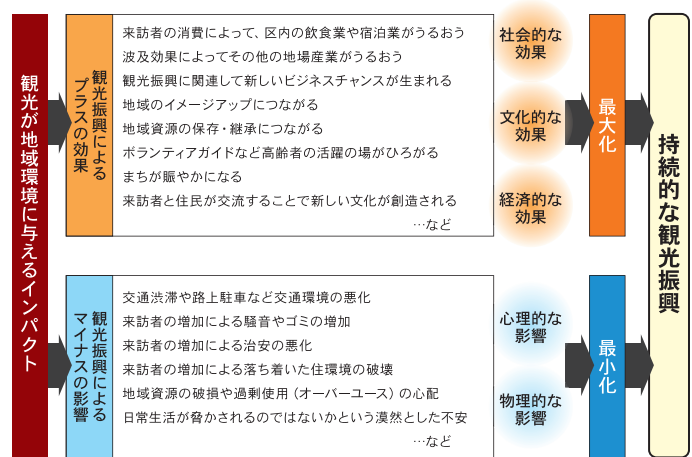 観光が地域環境に与えるインパクト
観光振興による
プラスの効果
来訪者の消費によって、区内の飲食業や宿泊業がうるおう
波及効果によってその他の地場産業がうるおう
観光振興に関連して新しいビジネスチャンスが生まれる
地域のイメージアップにつながる
地域資源の保存・継承につながる
ボランティアガイドなど高齢者の活躍の場がひろがる
まちが賑やかになる
来訪者と住民が交流することで新しい文化が創造される
…など
社会的な
効果
文化的な
効果
経済的な
効果
最大化
観光振興による
マイナスの影響
交通渋滞や路上駐車など交通環境の悪化
来訪者の増加による騒音やゴミの増加
来訪者の増加による治安の悪化
来訪者の増加による落ち着いた住環境の破壊
地域資源の破損や過剰使用（オーバーユース）の心配
日常生活が脅かされるのではないかという漠然とした不安
…など
心理的な
影響
物理的な
影響
最小化
持続的な観光振興